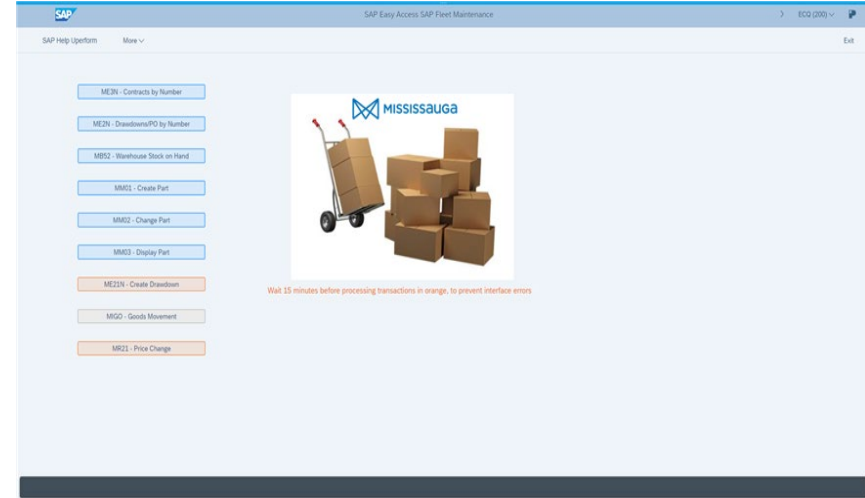 SAP
SAP Easy Access SAP Fleet Maintenance
ECQ (200)
SAP Help Uperform
More
Exit
ME3N - Contracts by Number
ME2N - Drawdowns/PO by Number
MB52 - Warehouse Stock on Hand
MM01 - Create Part
MM02 - Change Part
MM03 - Display Part
ME21N - Create Drawdown
MIGO - Goods Movement
MR21 - Price Change
MISSISSauGa
Wait 15 minutes before processing transactions in orange, to prevent interface errors